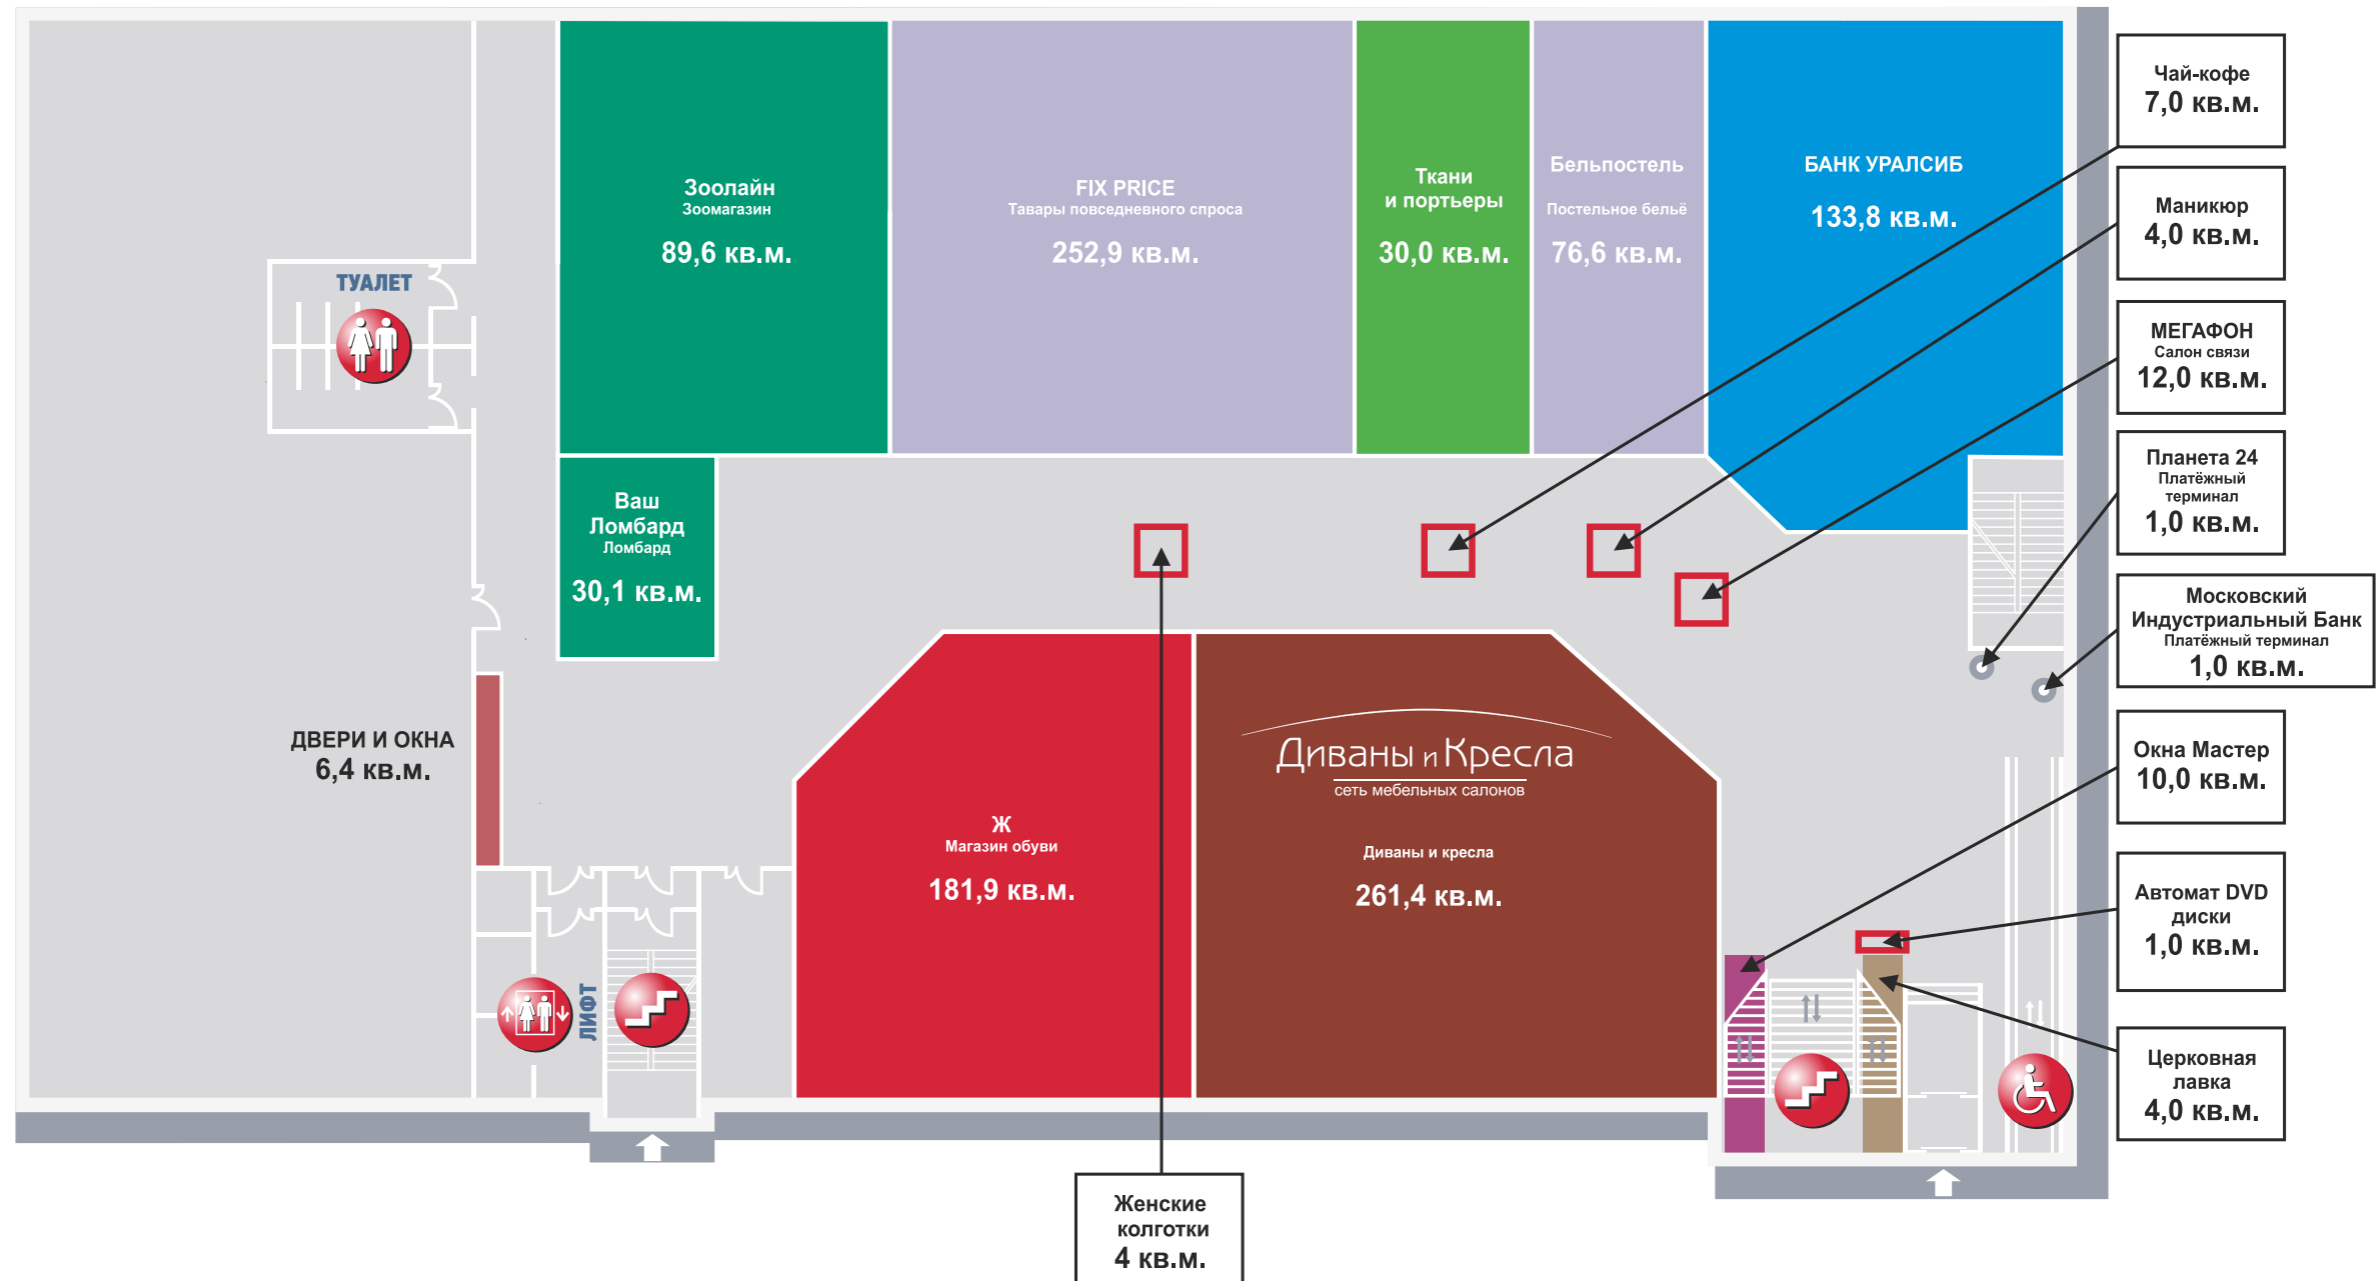 Зоолайн
Зоомагазин
89,6 кв.м.
FIX PRICE
Тавары повседневного спроса
252,9 кв.м.
Ткани
и портьеры
30,0 кв.м.
Бельпостель
Постельное бельё
76,6 кв.м.
БАНК УРАЛСИБ
133,8 кв.м.
Чай-кофе
7,0 кв.м.
Маникюр
4,0 кв.м.
МЕГАФОН
Салон связи
12,0 кв.м.
Планета 24
Платёжный
терминал
1,0 кв.м.
Московский
Индустриальный Банк
Платёжный терминал
1,0 кв.м.
Окна Мастер
10,0 кв.м.
Автомат DVD
диски
1,0 кв.м.
Церковная
лавка
4,0 кв.м.
ТУАЛЕТ
Ваш
Ломбард
Ломбард
30,1 кв.м.
ДВЕРИ И ОКНА
6,4 кв.м.
Ж
Магазин обуви
181,9 кв.м.
Диваны и Кресла
сеть мебельных салонов
Диваны и кресла
261,4 кв.м.
ЛИФТ
Женские
колготки
4 кв.м.